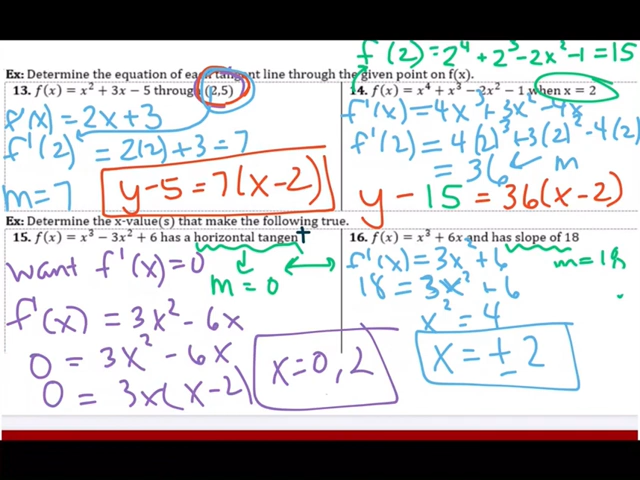 f'(2)=2⁴+2³-2x²-1=15
Ex: Determine the equation of each tangent line through the given point on f(x).
13. f(x) = x² + 3x − 5 through (2,5)
f'(x) = 2x+3
f'(2) = 2(2)+3=7
m=7
y-5=7(x-2)
14. f(x) = x⁴ + x³ − 2x² − 1 when x = 2
f'(x)=4x³+3x²-4x
f'(2) = 4(2)³+3(2)²-4(2)
= 36 m
y-15=36(x-2)
Ex: Determine the x-value(s) that make the following true.
15. f(x) = x³ − 3x² + 6 has a horizontal tangent
want f'(x)=0
m=0
f'(x) = 3x²-6x
0 = 3x²-6x
0 = 3x(x-2)
x=0,2
16. f(x) = x³ + 6x and has slope of 18
f'(x)=3x²+6
m=18
18=3x²+6
x²=4
x=±2